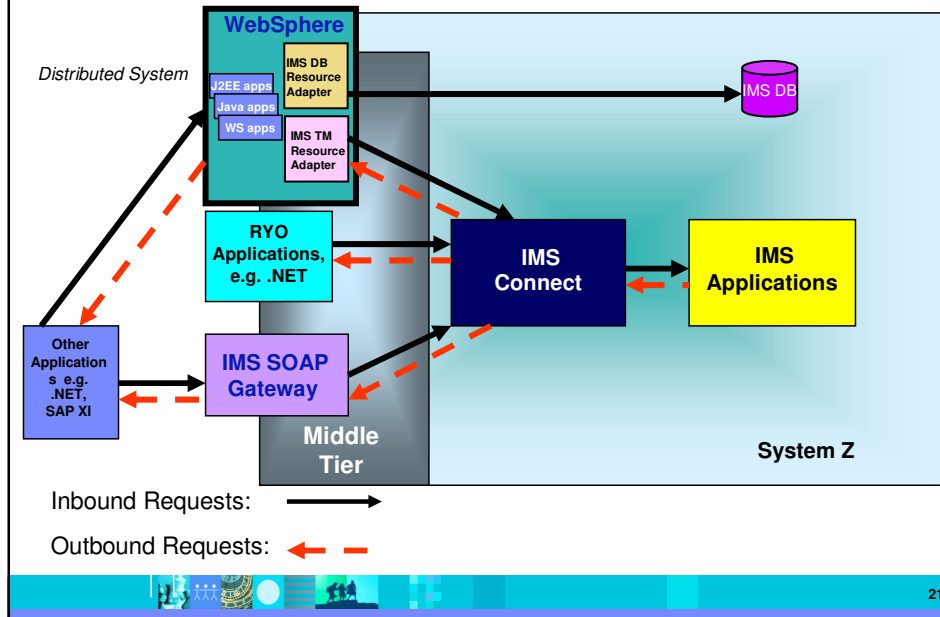 WebSphere
Distributed System
J2EE apps
Java apps
WS apps
IMS DB
Resource
Adapter
IMS TM
Resource
Adapter
IMS DB
RYO
Applications,
e.g. .NET
IMS
Connect
IMS
Applications
Other
Application
s e.g.
.NET,
SAP XI
IMS SOAP
Gateway
Middle
Tier
System Z
Inbound Requests:
Outbound Requests:
21